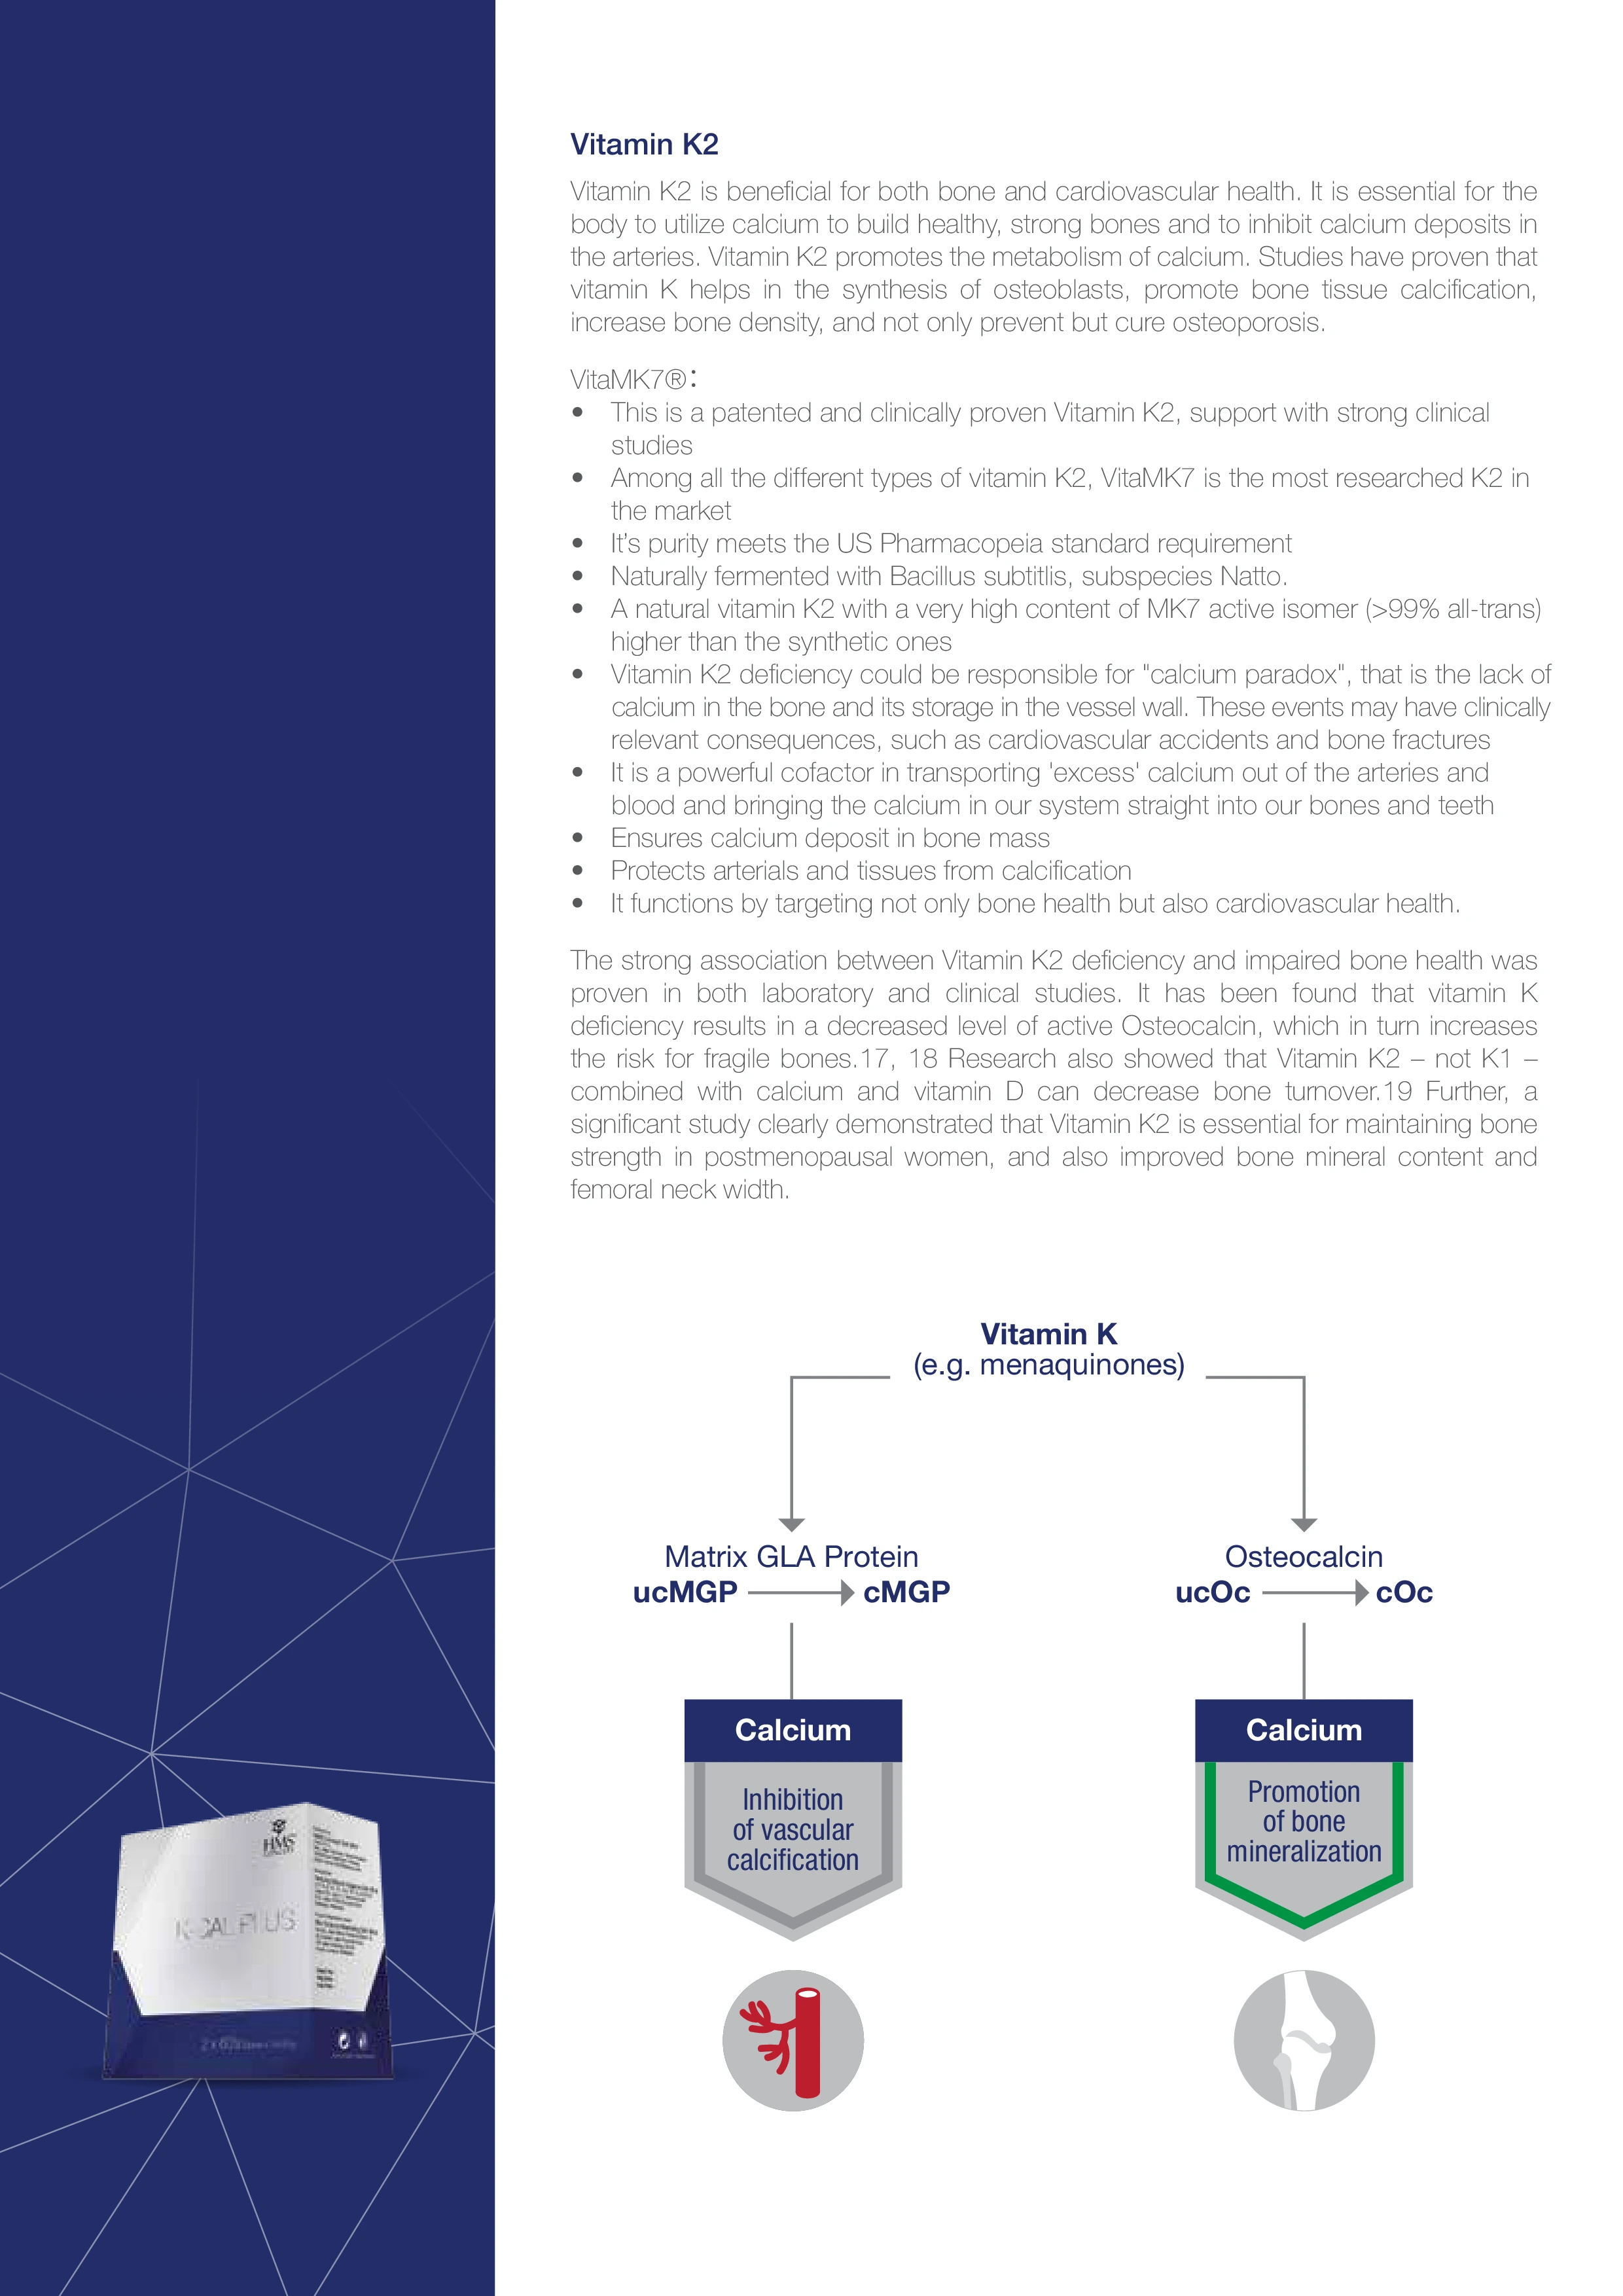 Vitamin K2
Vitamin K2 is beneficial for both bone and cardiovascular health. It is essential for the
body to utilize calcium to build healthy, strong bones and to inhibit calcium deposits in
the arteries. Vitamin K2 promotes the metabolism of calcium. Studies have proven that
vitamin K helps in the synthesis of osteoblasts, promote bone tissue calcification,
increase bone density, and not only prevent but cure osteoporosis.
VitaMK7®:
• This is a patented and clinically proven Vitamin K2, support with strong clinical
studies
• Among all the different types of vitamin K2, VitaMK7 is the most researched K2 in
the market
• It's purity meets the US Pharmacopeia standard requirement
• Naturally fermented with Bacillus subtitlis, subspecies Natto.
• A natural vitamin K2 with a very high content of MK7 active isomer (>99% all-trans)
higher than the synthetic ones
• Vitamin K2 deficiency could be responsible for "calcium paradox", that is the lack of
calcium in the bone and its storage in the vessel wall. These events may have clinically
relevant consequences, such as cardiovascular accidents and bone fractures
• It is a powerful cofactor in transporting 'excess' calcium out of the arteries and
blood and bringing the calcium in our system straight into our bones and teeth
• Ensures calcium deposit in bone mass
• Protects arterials and tissues from calcification
• It functions by targeting not only bone health but also cardiovascular health.
The strong association between Vitamin K2 deficiency and impaired bone health was
proven in both laboratory and clinical studies. It has been found that vitamin K
deficiency results in a decreased level of active Osteocalcin, which in turn increases
the risk for fragile bones.17, 18 Research also showed that Vitamin K2 – not K1 –
combined with calcium and vitamin D can decrease bone turnover.19 Further, a
significant study clearly demonstrated that Vitamin K2 is essential for maintaining bone
strength in postmenopausal women, and also improved bone mineral content and
femoral neck width.
Vitamin K
(e.g. menaquinones)
Matrix GLA Protein
ucMGP cMGP
Osteocalcin
ucOc cOc
Calcium
Inhibition
of vascular
calcification
Calcium
Promotion
of bone
mineralization
HMS
K-CAL PLUS